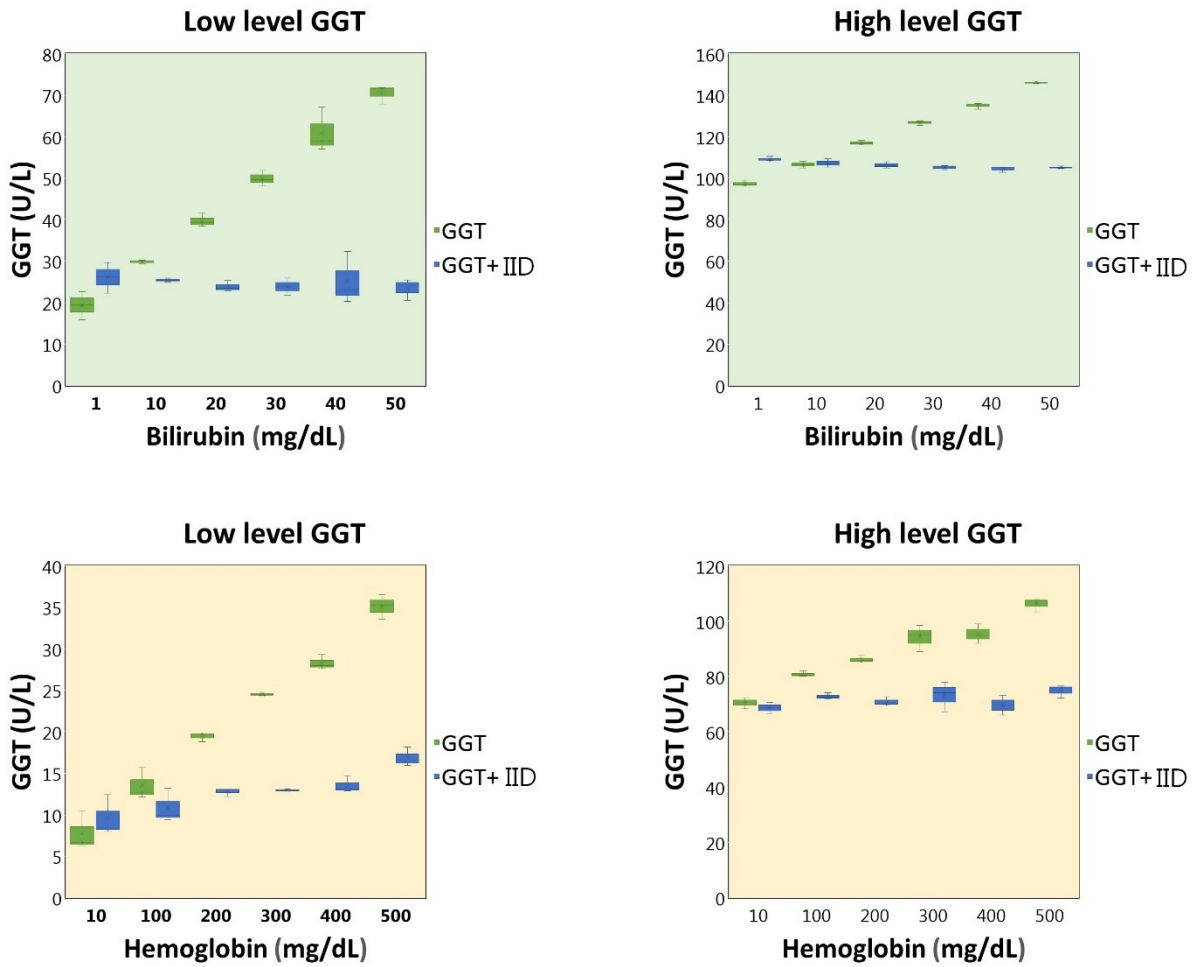 Low level GGT
80
70
60
50
40
30
20
10
0
GGT (U/L)
1 10 20 30 40 50
Bilirubin (mg/dL)
GGT
GGT+ IID
High level GGT
160
140
120
100
80
60
40
20
0
GGT (U/L)
1 10 20 30 40 50
Bilirubin (mg/dL)
GGT
GGT+ IID
Low level GGT
40
35
30
25
20
15
10
5
0
GGT (U/L)
10 100 200 300 400 500
Hemoglobin (mg/dL)
GGT
GGT+ IID
High level GGT
120
100
80
60
40
20
0
GGT (U/L)
10 100 200 300 400 500
Hemoglobin (mg/dL)
GGT
GGT+ IID